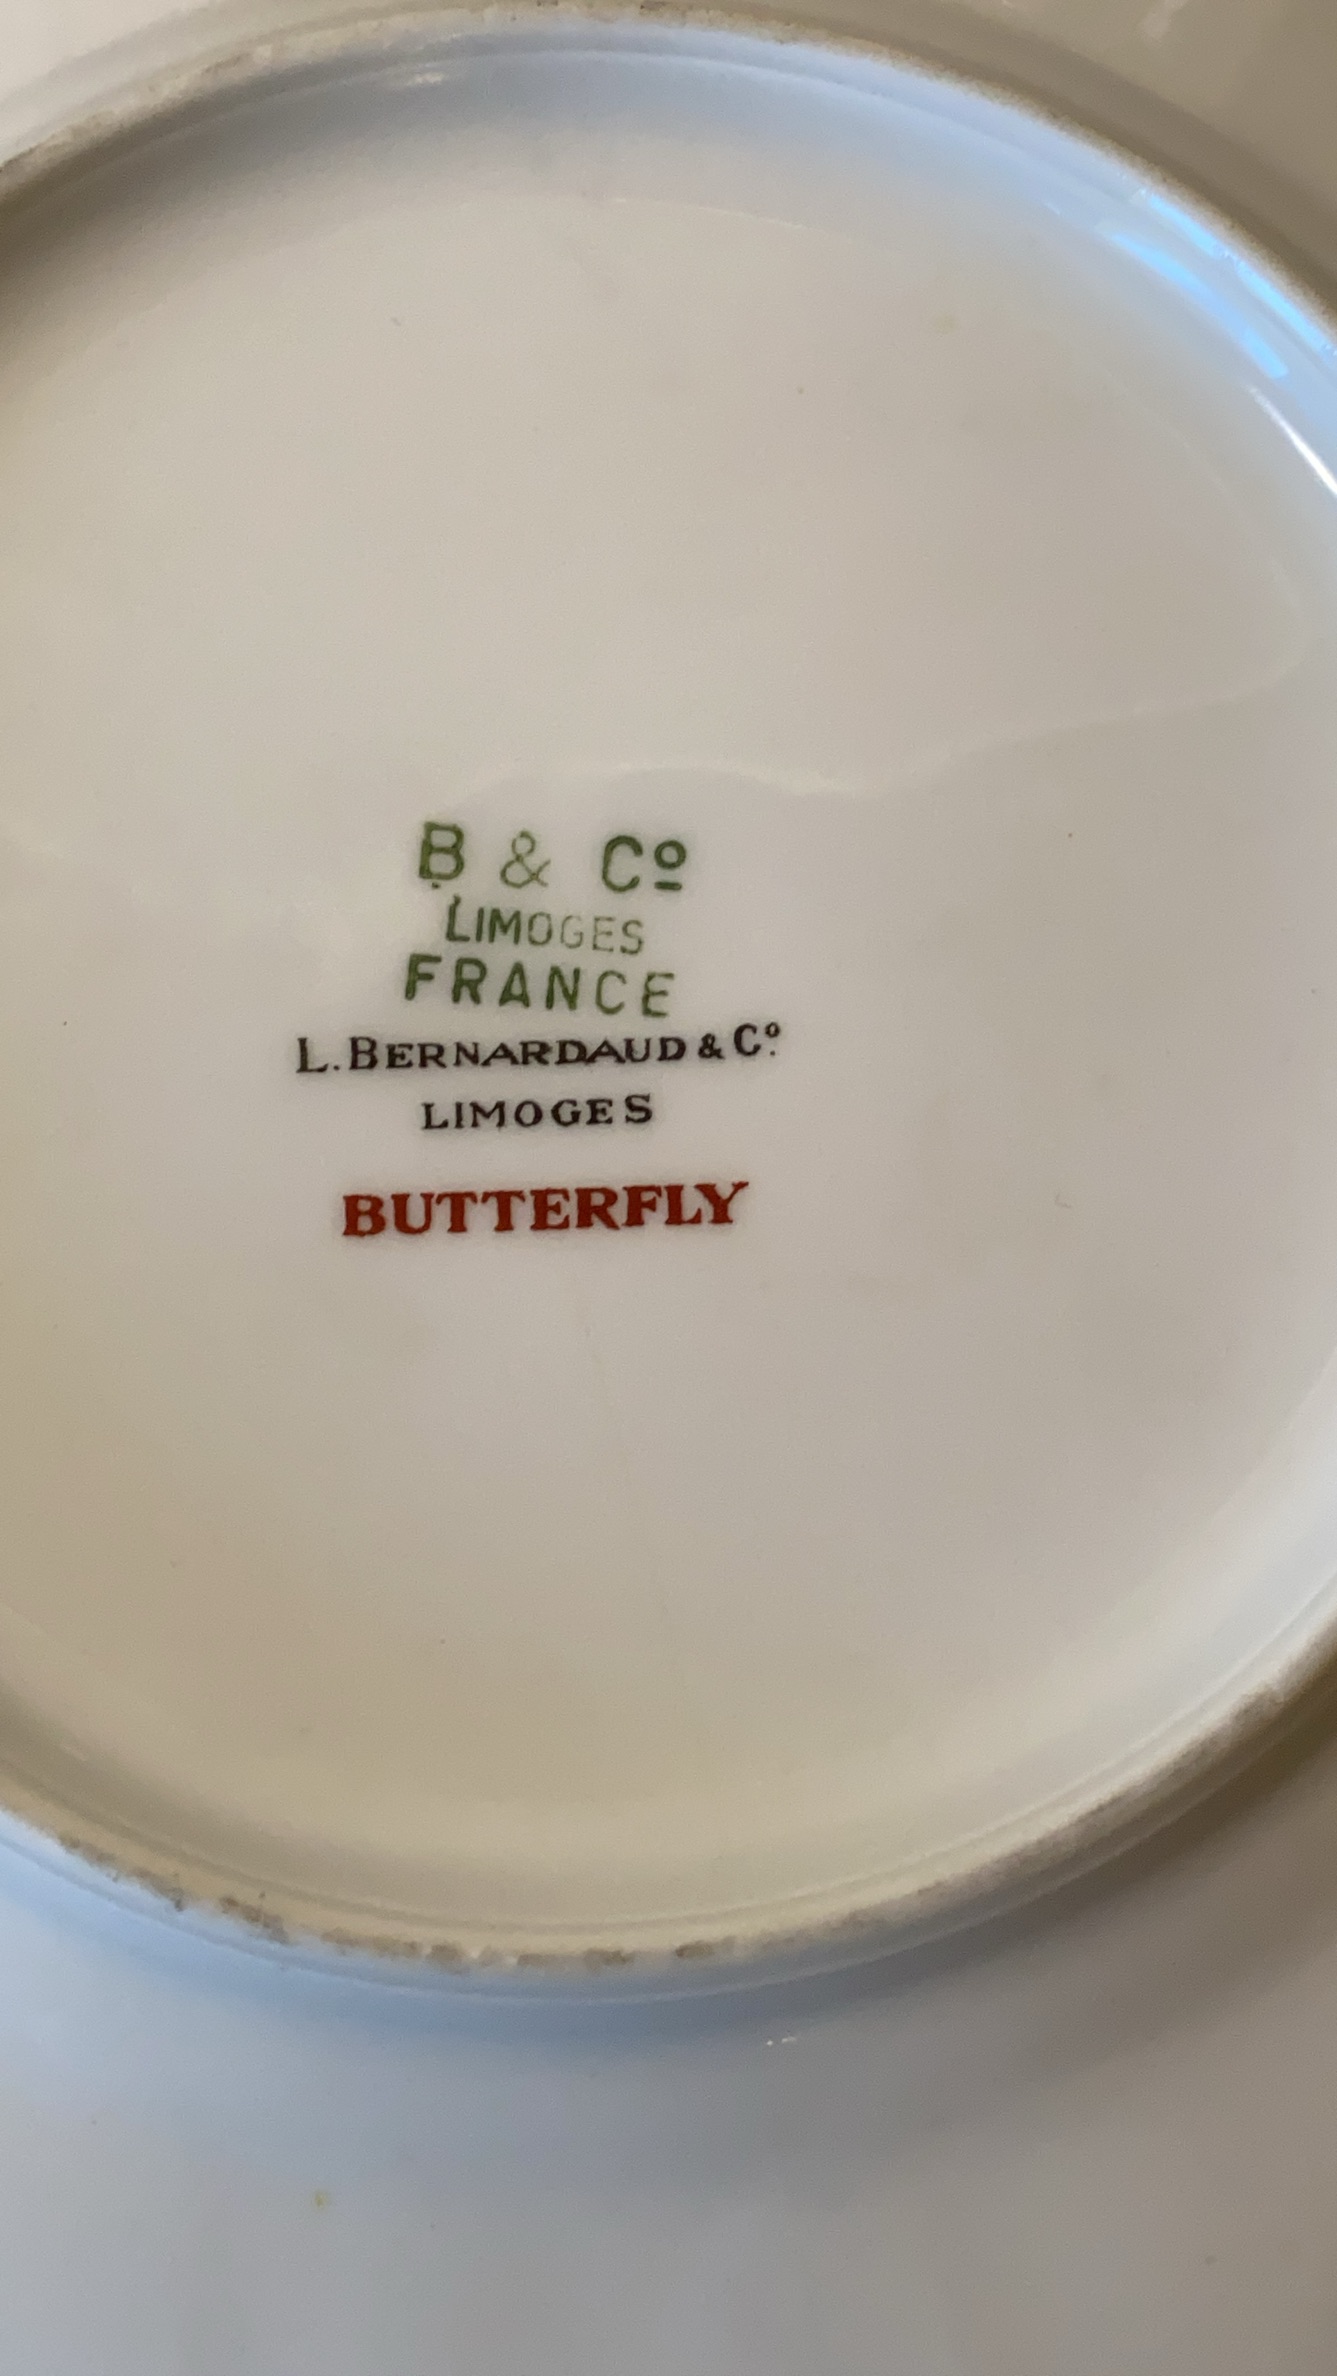 B & Cº
LIMOGES
FRANCE
L. BERNARDAUD & Cº
LIMOGES
BUTTERFLY